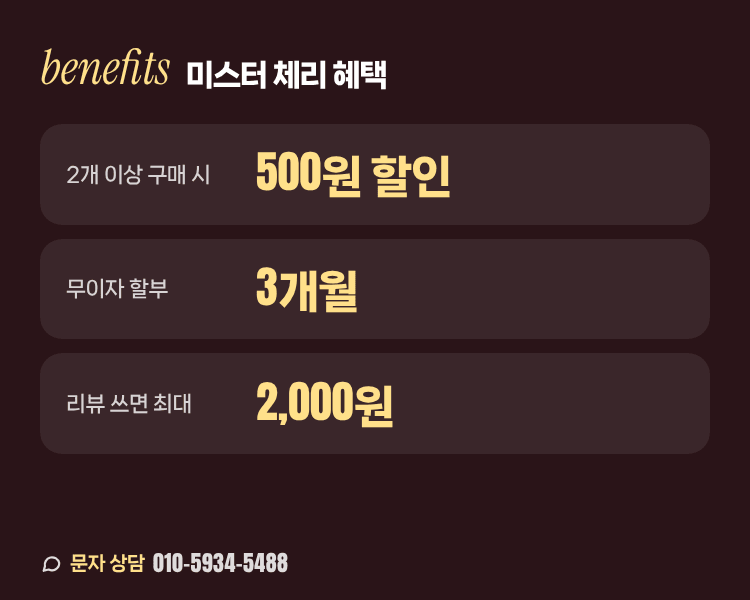 benefits 미스터 체리 혜택
2개 이상 구매 시 500원 할인
무이자 할부 3개월
리뷰 쓰면 최대 2,000원
문자 상담 010-5934-5488